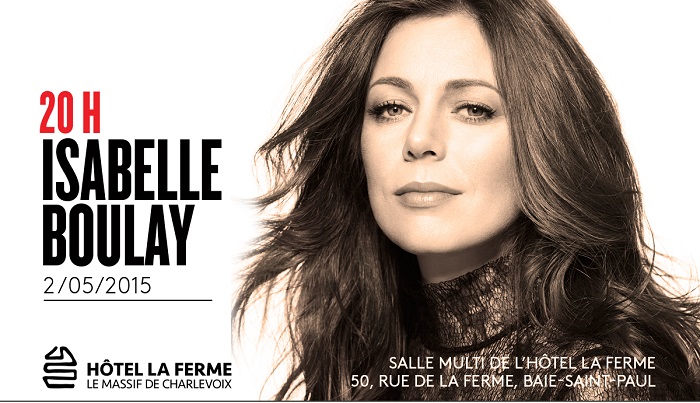 20 H
ISABELLE
BOULAY
2/05/2015
HÔTEL LA FERME
LE MASSIF DE CHARLEVOIX
SALLE MULTI DE L'HÔTEL LA FERME
50, RUE DE LA FERME, BAIE-SAINT-PAUL